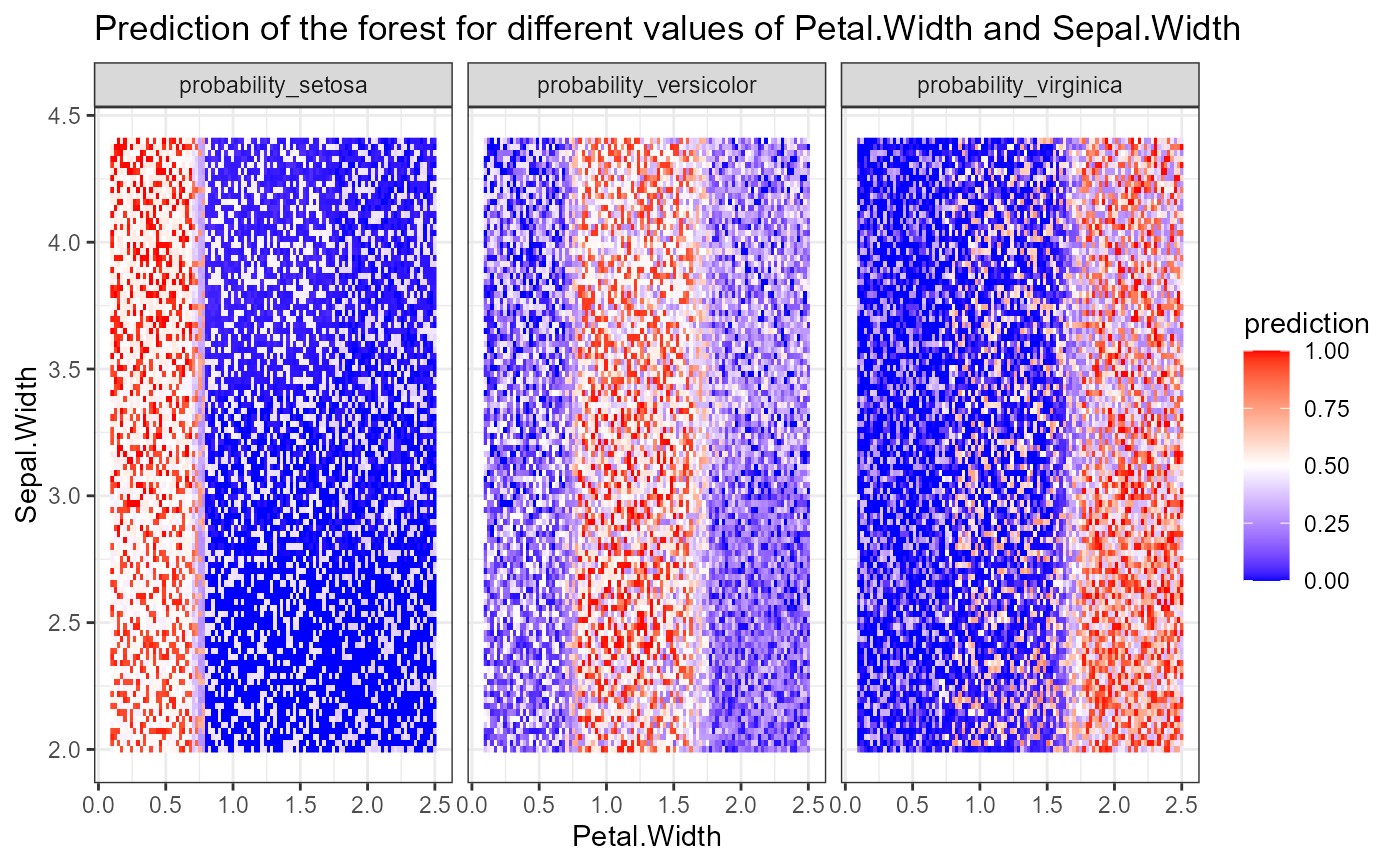 Prediction of the forest for different values of Petal.Width and Sepal.Width
probability_setosa probability_versicolor probability_virginica
4.5
4.0
3.5
3.0
2.5
2.0
Sepal.Width
0.0 0.5 1.0 1.5 2.0 2.5 0.0 0.5 1.0 1.5 2.0 2.5 0.0 0.5 1.0 1.5 2.0 2.5
Petal.Width
prediction
1.00
0.75
0.50
0.25
0.00